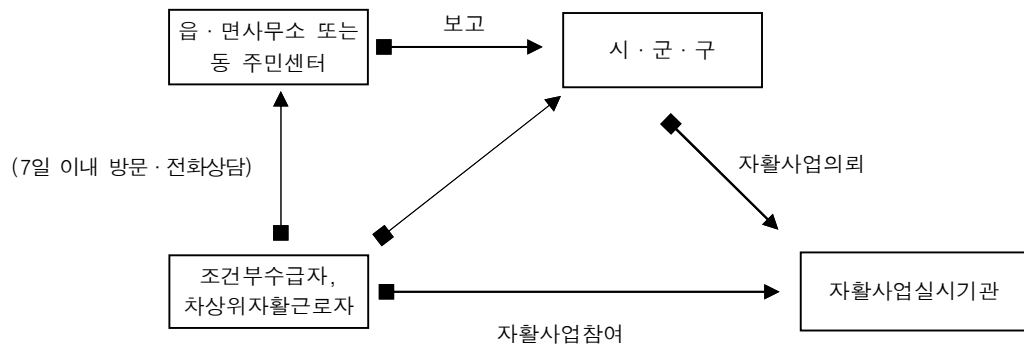 읍 · 면사무소 또는
동 주민센터
보고
시 · 군 · 구
(7일 이내 방문 · 전화상담)
자활사업의뢰
조건부수급자,
차상위자활근로자
자활사업실시기관
자활사업참여